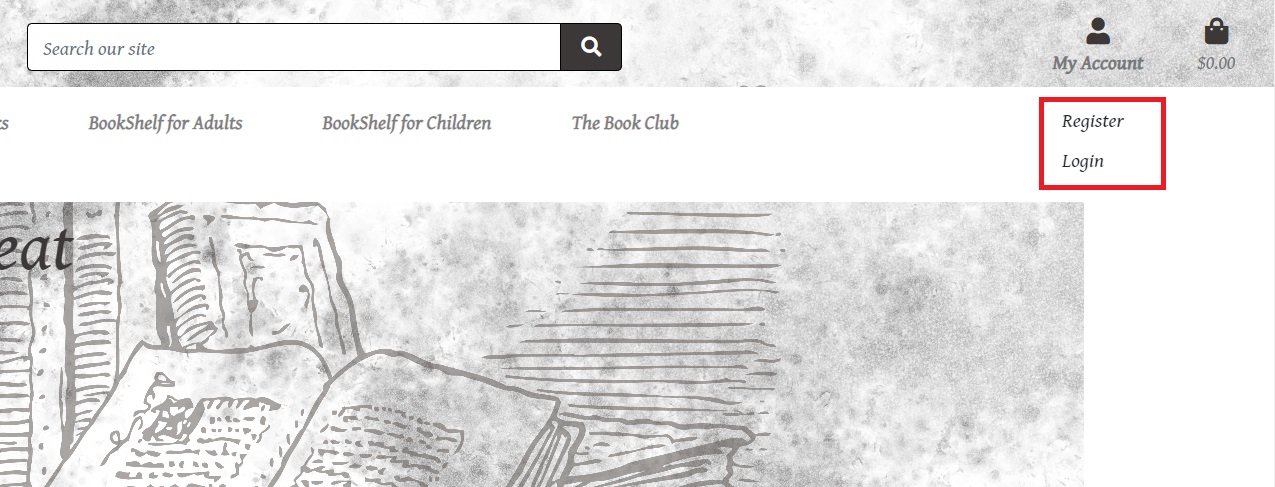 Search our site
My Account
$0.00
BookShelf for Adults
BookShelf for Children
The Book Club
Register
Login
eat